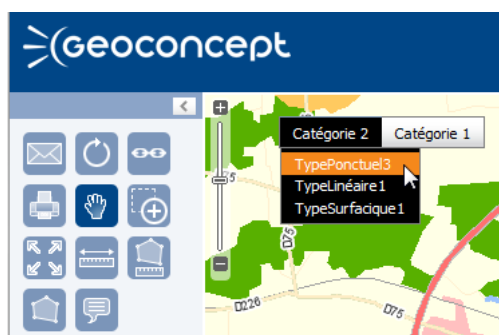 Geoconcept
Catégorie 2 Catégorie 1
TypePonctuel3
TypeLinéaire1
TypeSurfacique1
D75
D226
D75